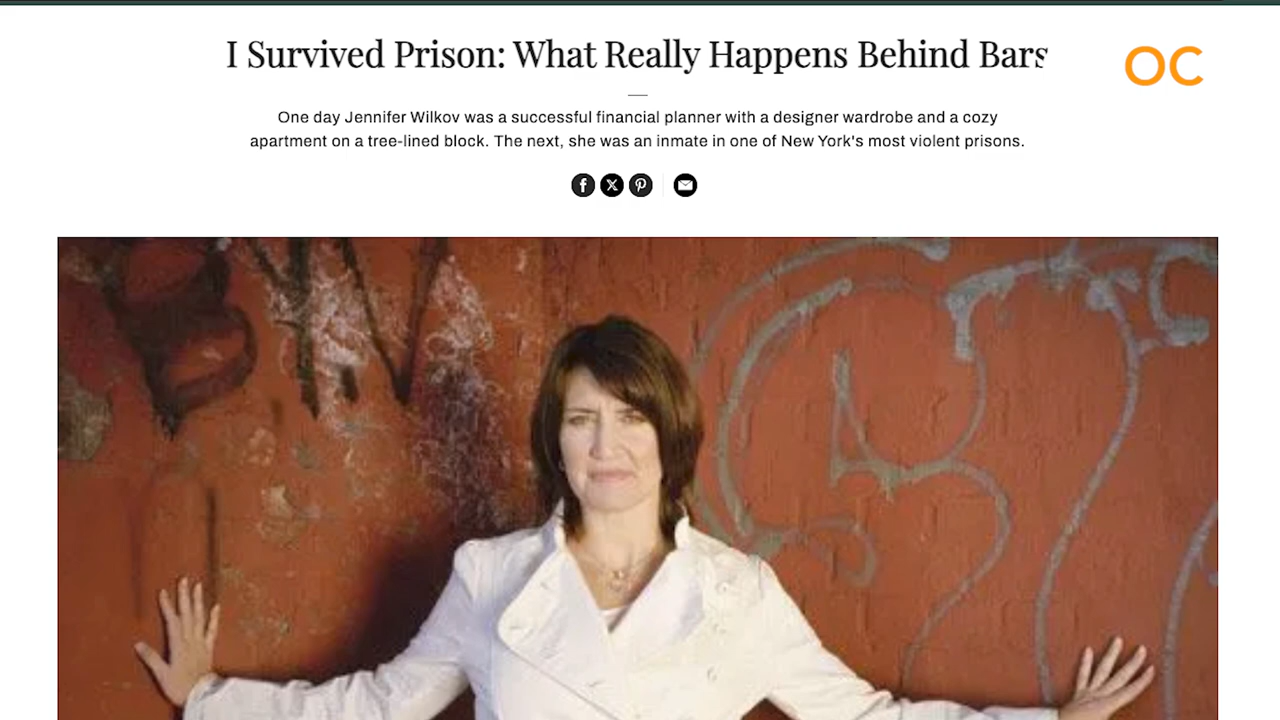 I Survived Prison: What Really Happens Behind Bars
OC
One day Jennifer Wilkov was a successful financial planner with a designer wardrobe and a cozy
apartment on a tree-lined block. The next, she was an inmate in one of New York's most violent prisons.